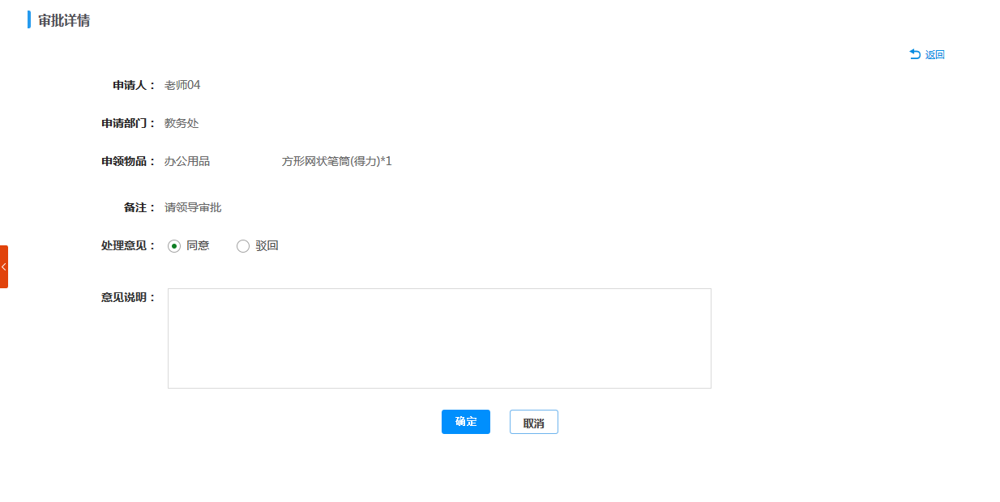 审批详情
返回
申请人： 老师04
申请部门： 教务处
申领物品： 办公用品 方形网状笔筒(得力)*1
备注： 请领导审批
处理意见： 同意 驳回
意见说明：
确定 取消